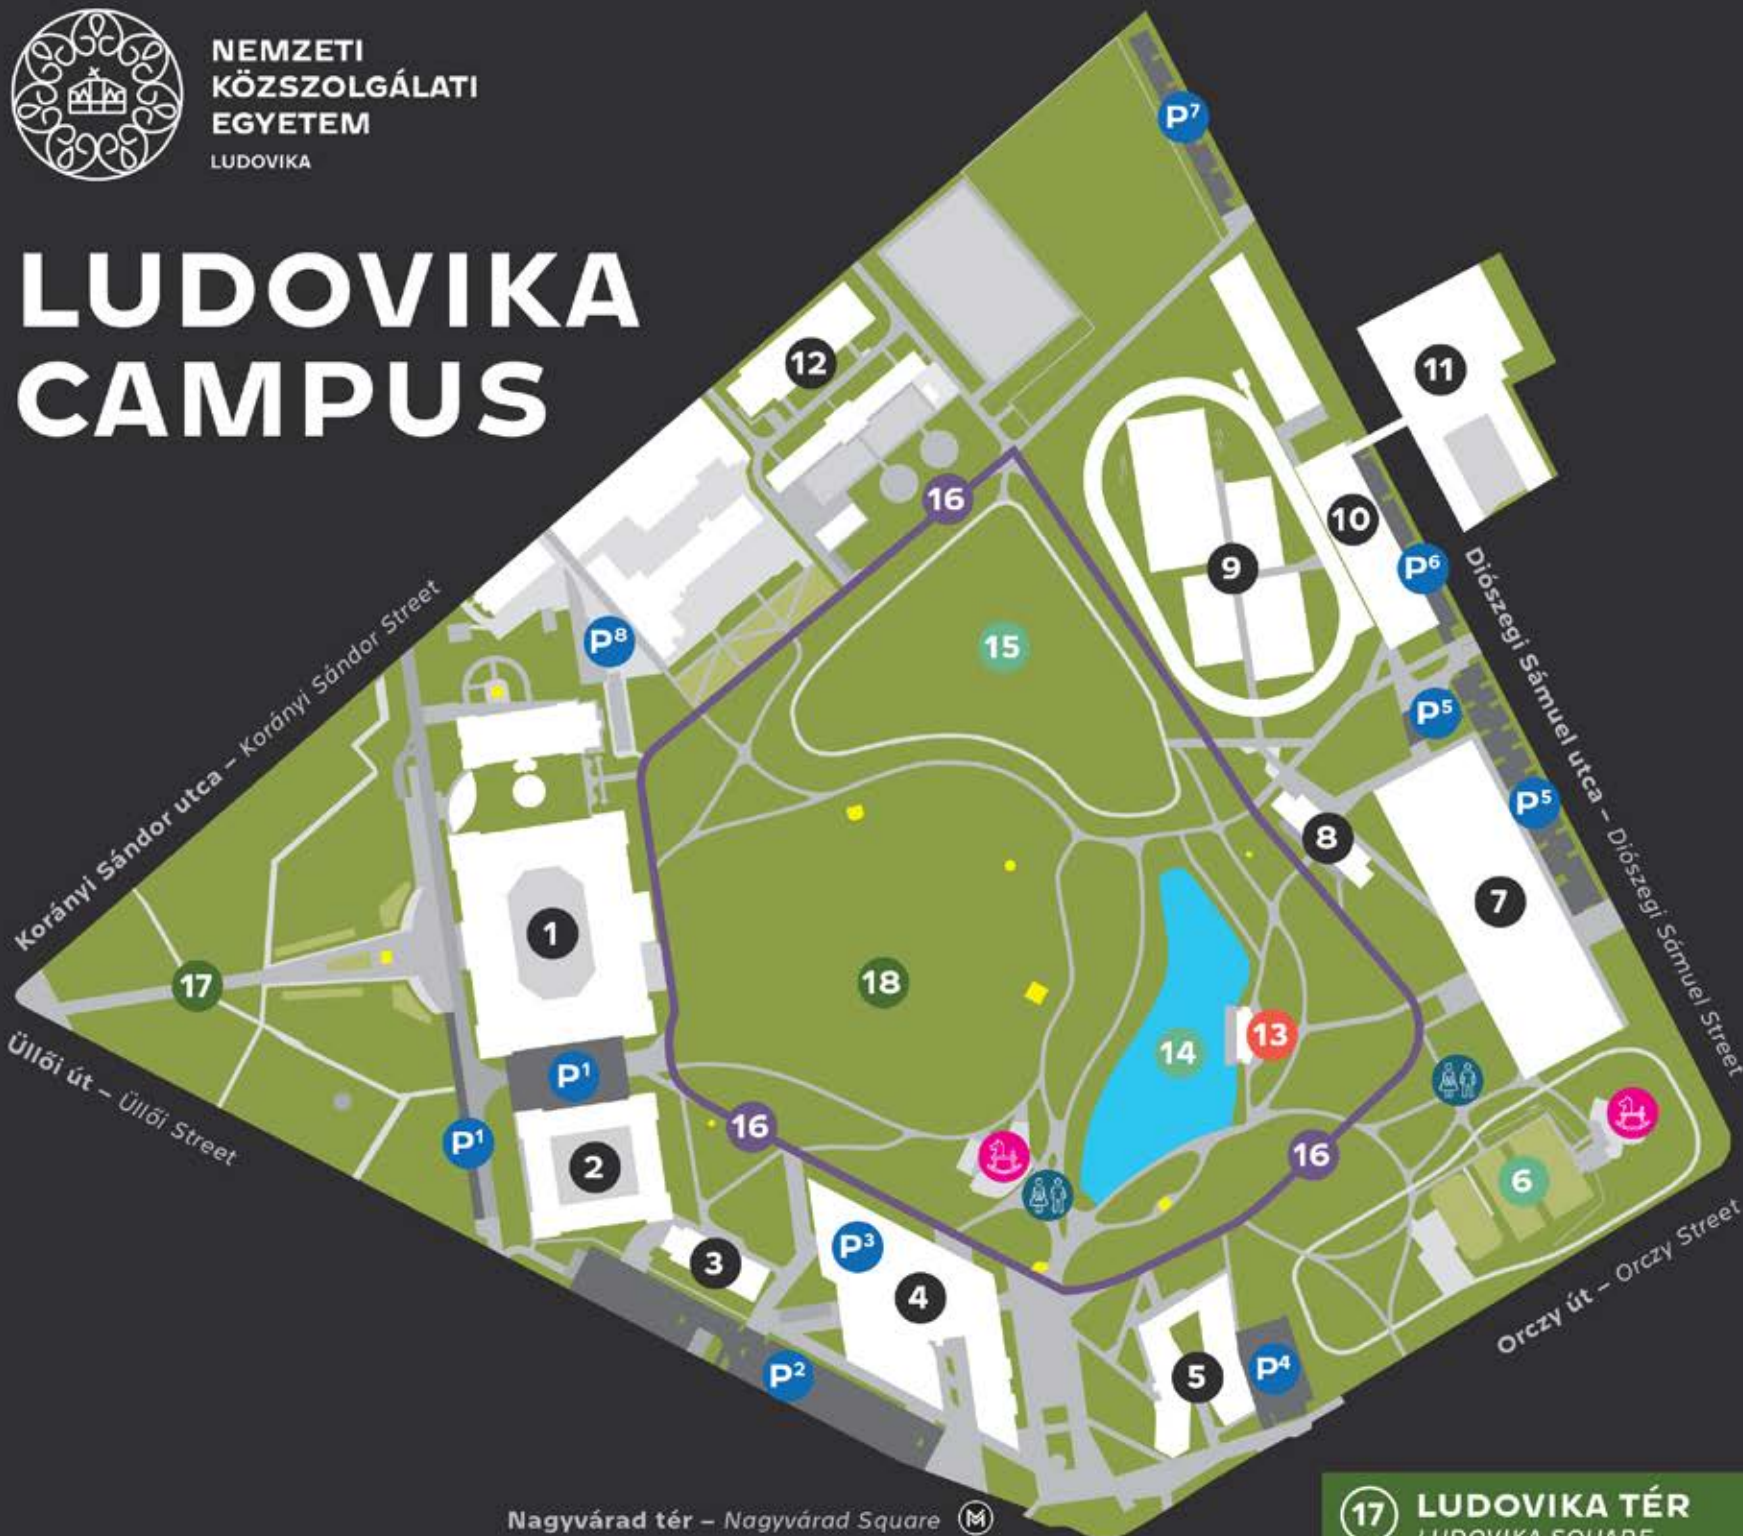 NEMZETI
KÖZSZOLGÁLATI
EGYETEM
LUDOVIKA
LUDOVIKA
CAMPUS
P7
12
11
16
10
9
P6
15
P8
P5
P5
8
7
1
17
18
13
14
P1
16
P1
2
16
6
3
P3
4
P2
5
P4
Korányi Sándor utca – Korányi Sándor Street
Üllői út – Üllői Street
Diószegi Sámuel utca – Diószegi Sámuel Street
Orczy út – Orczy Street
Nagyvárad tér – Nagyvárad Square M
17 LUDOVIKA TÉR
LUDOVIKA SQUARE